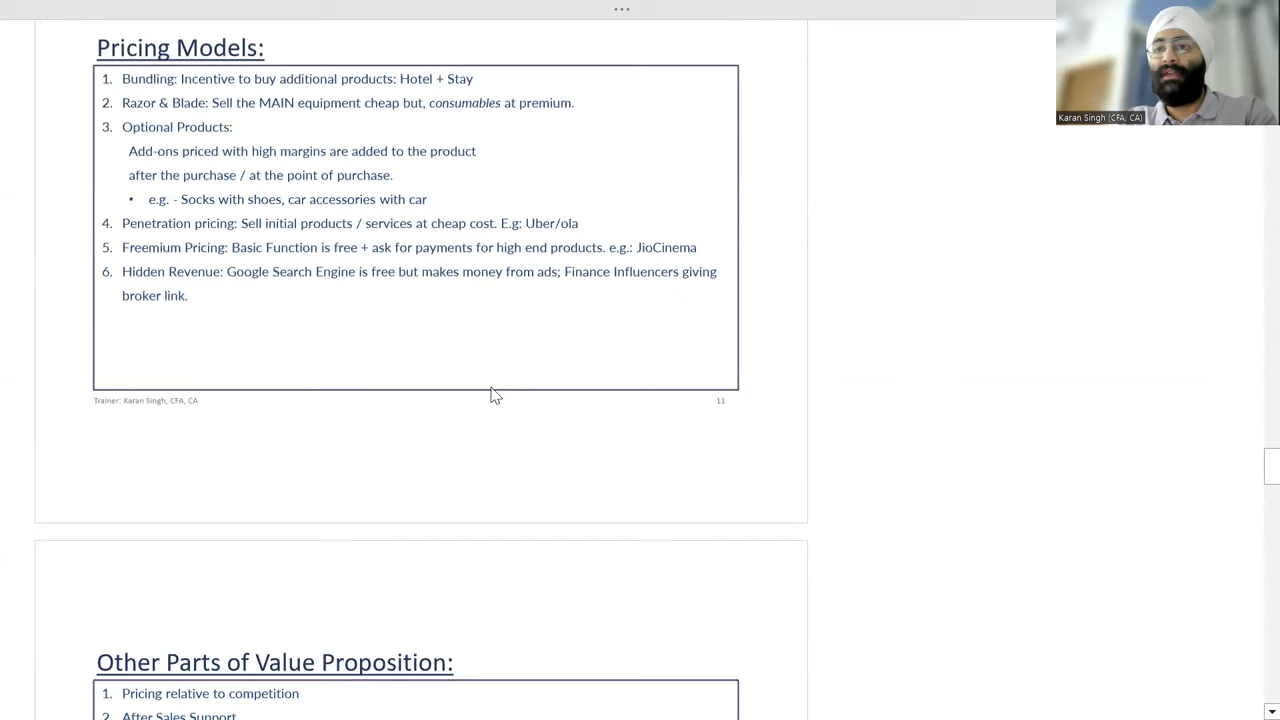 Pricing Models:
1. Bundling: Incentive to buy additional products: Hotel + Stay
2. Razor & Blade: Sell the MAIN equipment cheap but, consumables at premium.
3. Optional Products:
Add-ons priced with high margins are added to the product
after the purchase / at the point of purchase.
• e.g. - Socks with shoes, car accessories with car
4. Penetration pricing: Sell initial products / services at cheap cost. E.g: Uber/ola
5. Freemium Pricing: Basic Function is free + ask for payments for high end products. e.g.: JioCinema
6. Hidden Revenue: Google Search Engine is free but makes money from ads; Finance Influencers giving
broker link.
Trainer: Karan Singh, CFA, CA
11
Karan Singh (CFA, CA)
Other Parts of Value Proposition:
1. Pricing relative to competition
2. After Sales Support